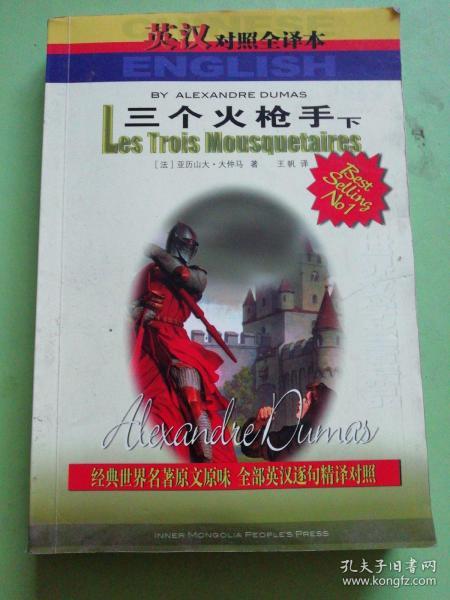 CHINESE
英汉对照全译本
ENGLISH
BY ALEXANDRE DUMAS
三个火枪手下
Les Trois Mousquetaires
[法]亚历山大·大仲马 著 王帆 译
Best
Selling
No1
Alexandre Dumas
经典世界名著原文原味 全部英汉逐句精译对照
INNER MONGOLIA PEOPLE'S PRESS
孔夫子旧书网
www.kongfz.com